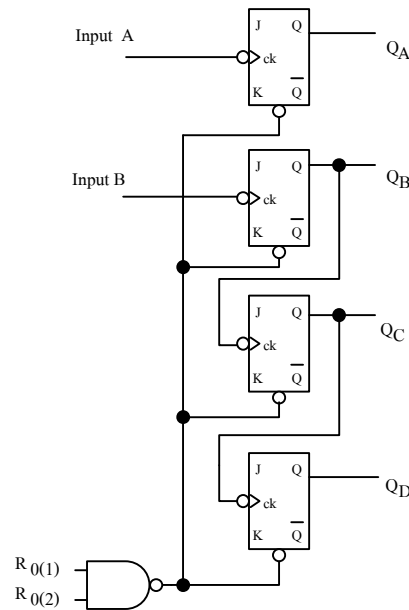 J Q
Input A
ck
Q_A
K Q̅
J Q
Input B
ck
Q_B
K Q̅
J Q
ck
Q_C
K Q̅
J Q
ck
Q_D
K Q̅
R 0(1)
R 0(2)